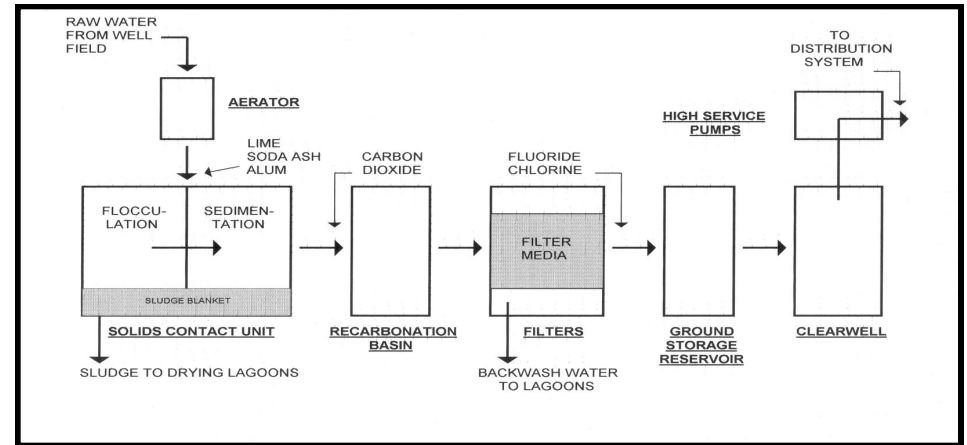 RAW WATER
FROM WELL
FIELD
AERATOR
LIME
SODA ASH
ALUM
CARBON
DIOXIDE
FLUORIDE
CHLORINE
HIGH SERVICE
PUMPS
TO
DISTRIBUTION
SYSTEM
FLOCCU-
LATION
SEDIMEN-
TATION
SLUDGE BLANKET
FILTER
MEDIA
SOLIDS CONTACT UNIT
RECARBONATION
BASIN
FILTERS
GROUND
STORAGE
RESERVOIR
CLEARWELL
SLUDGE TO DRYING LAGOONS
BACKWASH WATER
TO LAGOONS